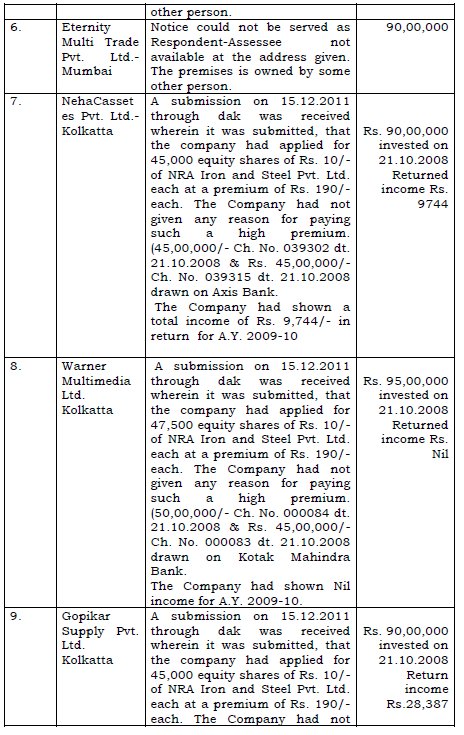 other person.
6.
Eternity
Multi Trade
Pvt. Ltd.-
Mumbai
Notice could not be served as
Respondent-Assessee not
available at the address given.
The premises is owned by some
other person.
90,00,000
7.
NehaCasset
es Pvt. Ltd.-
Kolkatta
A submission on 15.12.2011
through dak was received
wherein it was submitted, that
the company had applied for
45,000 equity shares of Rs. 10/-
of NRA Iron and Steel Pvt. Ltd.
each at a premium of Rs. 190/-
each. The Company had not
given any reason for paying
such a high premium.
(45,00,000/- Ch. No. 039302 dt.
21.10.2008 & Rs. 45,00,000/-
Ch. No. 039315 dt. 21.10.2008
drawn on Axis Bank.
The Company had shown a
total income of Rs. 9,744/- in
return for A.Y. 2009-10
Rs. 90,00,000
invested on
21.10.2008
Returned
income Rs.
9744
8.
Warner
Multimedia
Ltd.
Kolkatta
A submission on 15.12.2011
through dak was received
wherein it was submitted, that
the company had applied for
47,500 equity shares of Rs. 10/-
of NRA Iron and Steel Pvt. Ltd.
each at a premium of Rs. 190/-
each. The Company had not
given any reason for paying
such a high premium.
(50,00,000/- Ch. No. 000084 dt.
21.10.2008 & Rs. 45,00,000/-
Ch. No. 000083 dt. 21.10.2008
drawn on Kotak Mahindra
Bank.
The Company had shown Nil
income for A.Y. 2009-10.
Rs. 95,00,000
invested on
21.10.2008
Returned
income Rs.
Nil
9.
Gopikar
Supply Pvt.
Ltd.
Kolkatta
A submission on 15.12.2011
through dak was received
wherein it was submitted, that
the company had applied for
45,000 equity shares of Rs. 10/-
of NRA Iron and Steel Pvt. Ltd.
each at a premium of Rs. 190/-
each. The Company had not
Rs. 90,00,000
invested on
21.10.2008
Return
income
Rs.28,387